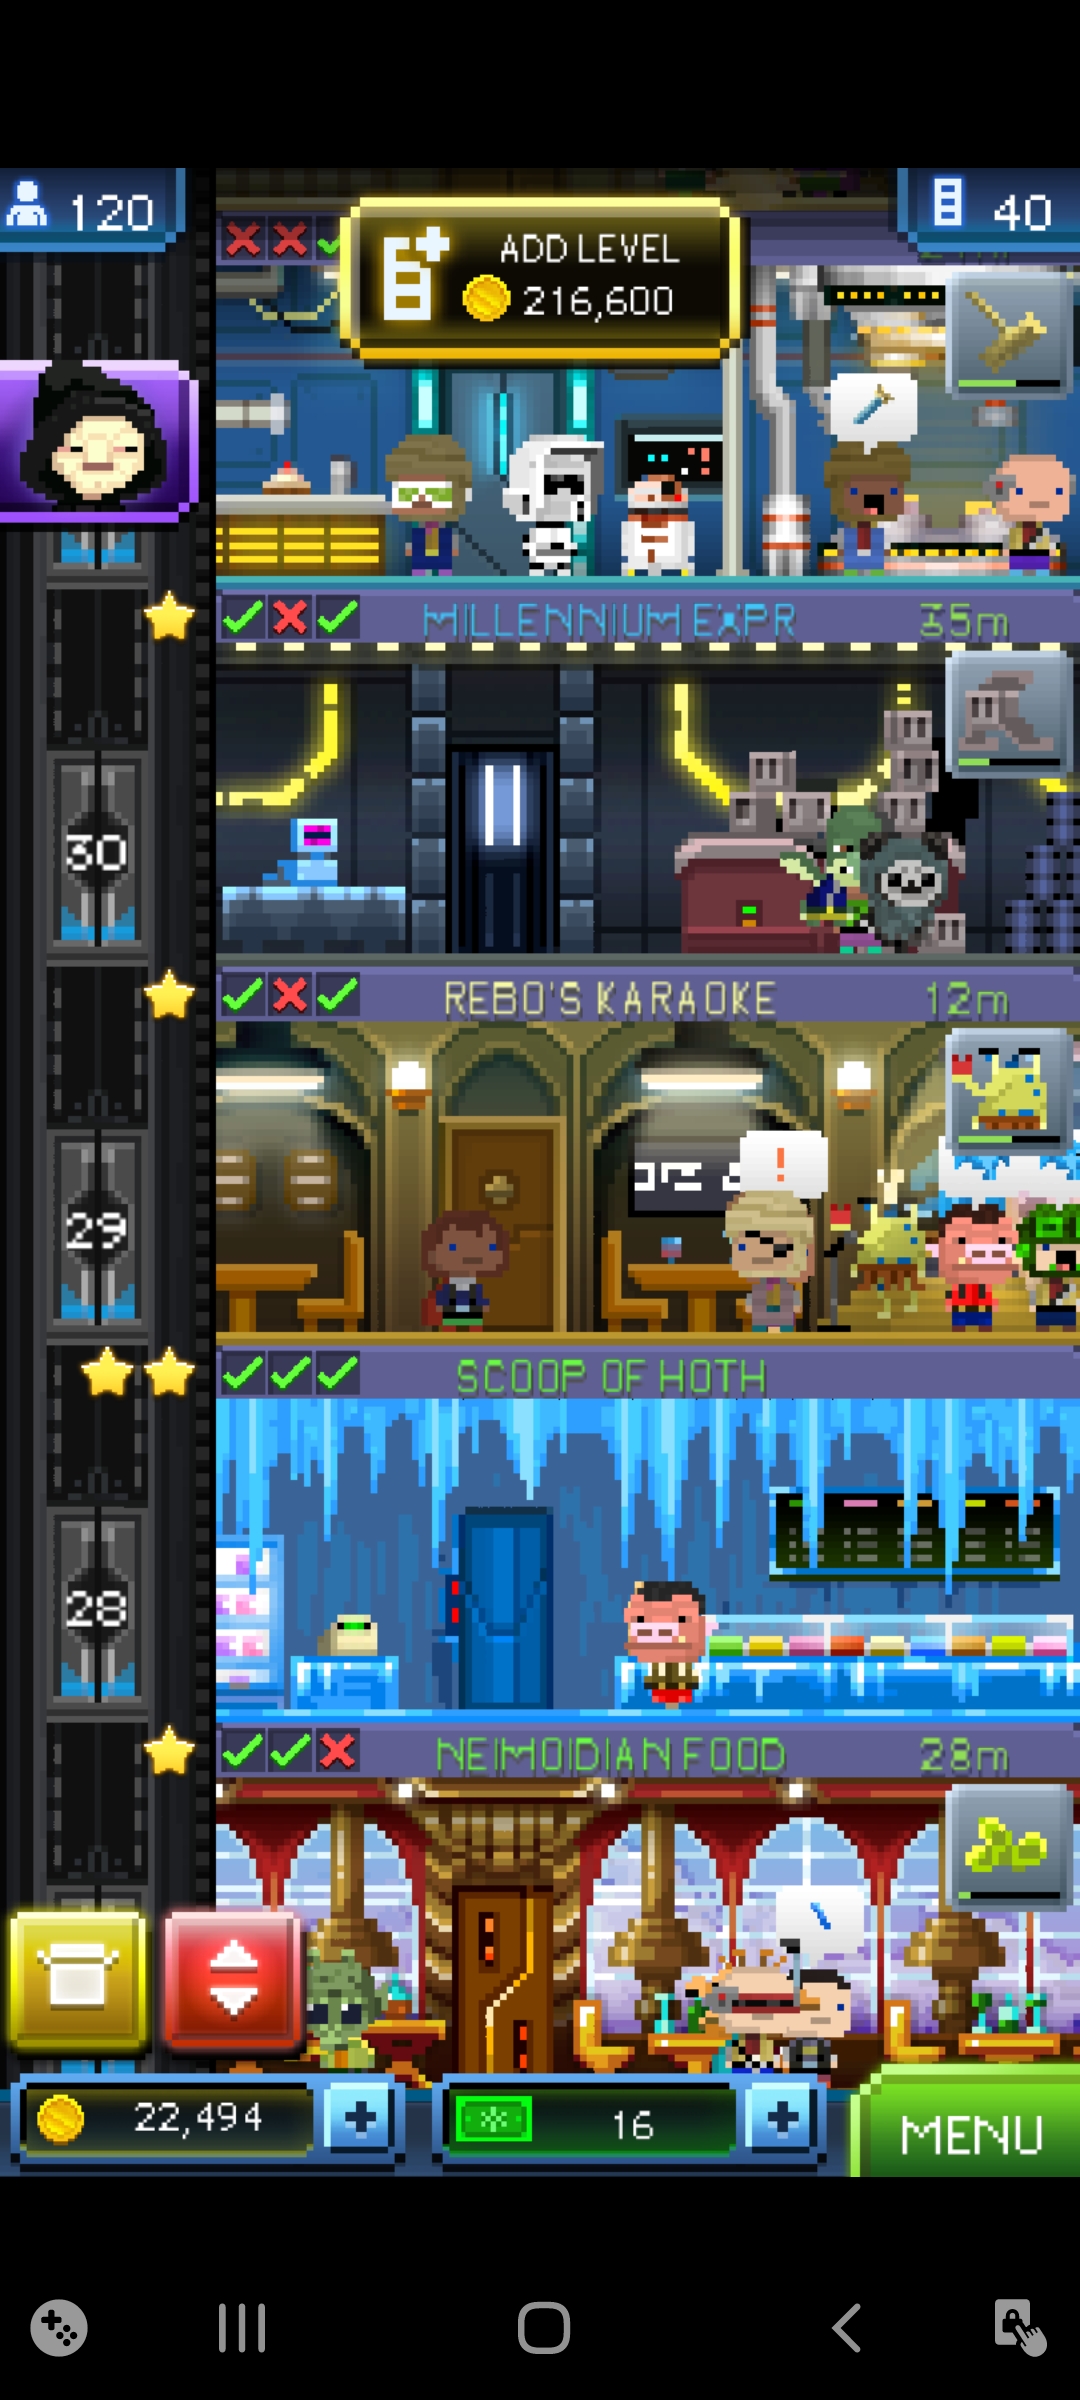 120
ADD LEVEL
216,600
40
MILLENNIUM EXPR 35m
30
REBO'S KARAOKE 12m
!
29
SCOOP OF HOTH
28
NEIMOIDIAN FOOD 28m
22,494
16
MENU